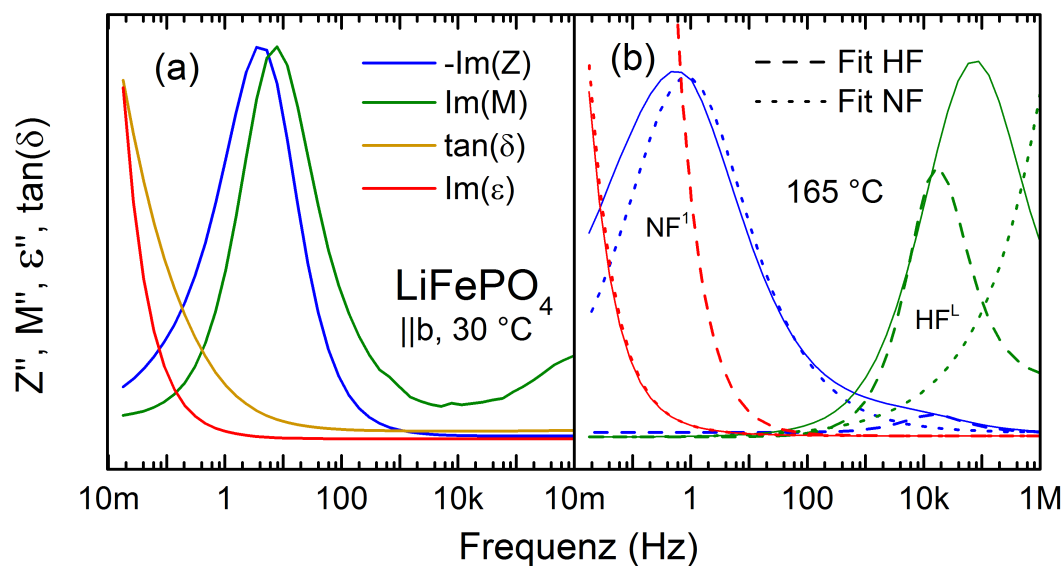 Z", M", ε", tan(δ)
(a)
-Im(Z)
Im(M)
tan(δ)
Im(ε)
LiFePO4
||b, 30 °C
(b)
Fit HF
Fit NF
165 °C
NF1
HFL
10m 1 100 10k 10m 1 100 10k 1M
Frequenz (Hz)